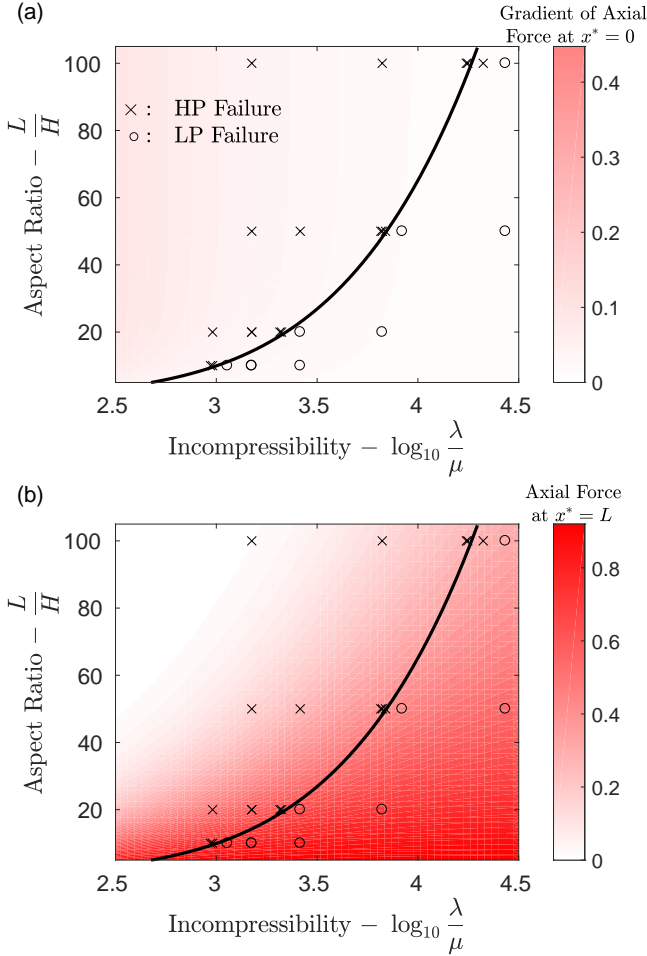 (a)
Gradient of Axial
Force at x* = 0
Aspect Ratio − L/H
100
80
60
40
20
× : HP Failure
○ : LP Failure
2.5 3 3.5 4 4.5
Incompressibility − log₁₀ λ/μ
0.4
0.3
0.2
0.1
0
(b)
Axial Force
at x* = L
Aspect Ratio − L/H
100
80
60
40
20
2.5 3 3.5 4 4.5
Incompressibility − log₁₀ λ/μ
0.8
0.6
0.4
0.2
0